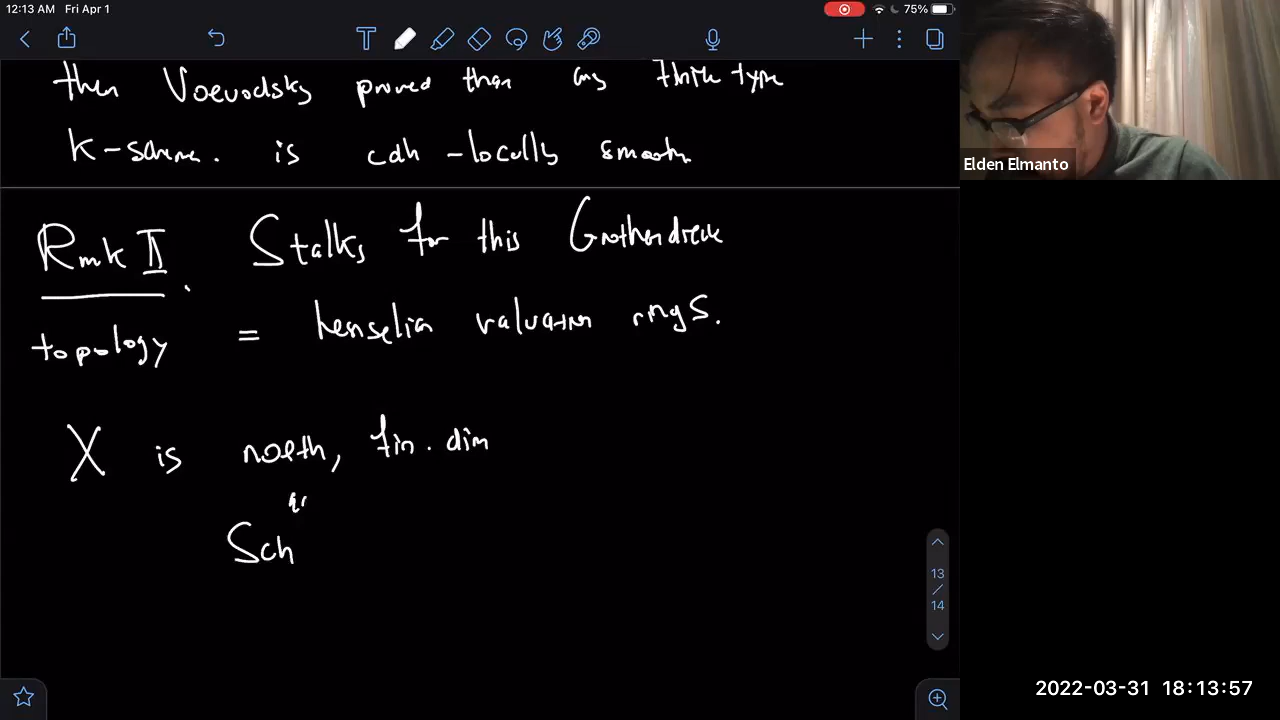 12:13 AM Fri Apr 1
75%
then Voevodsky proved than any finite type
k-scheme. is cdh-locally smooth
Rmk II. Stalks for this Grothendieck
topology = henselian valuation rings.
X is noeth, fin. dim
Sch
13
/
14
Elden Elmanto
2022-03-31 18:13:57